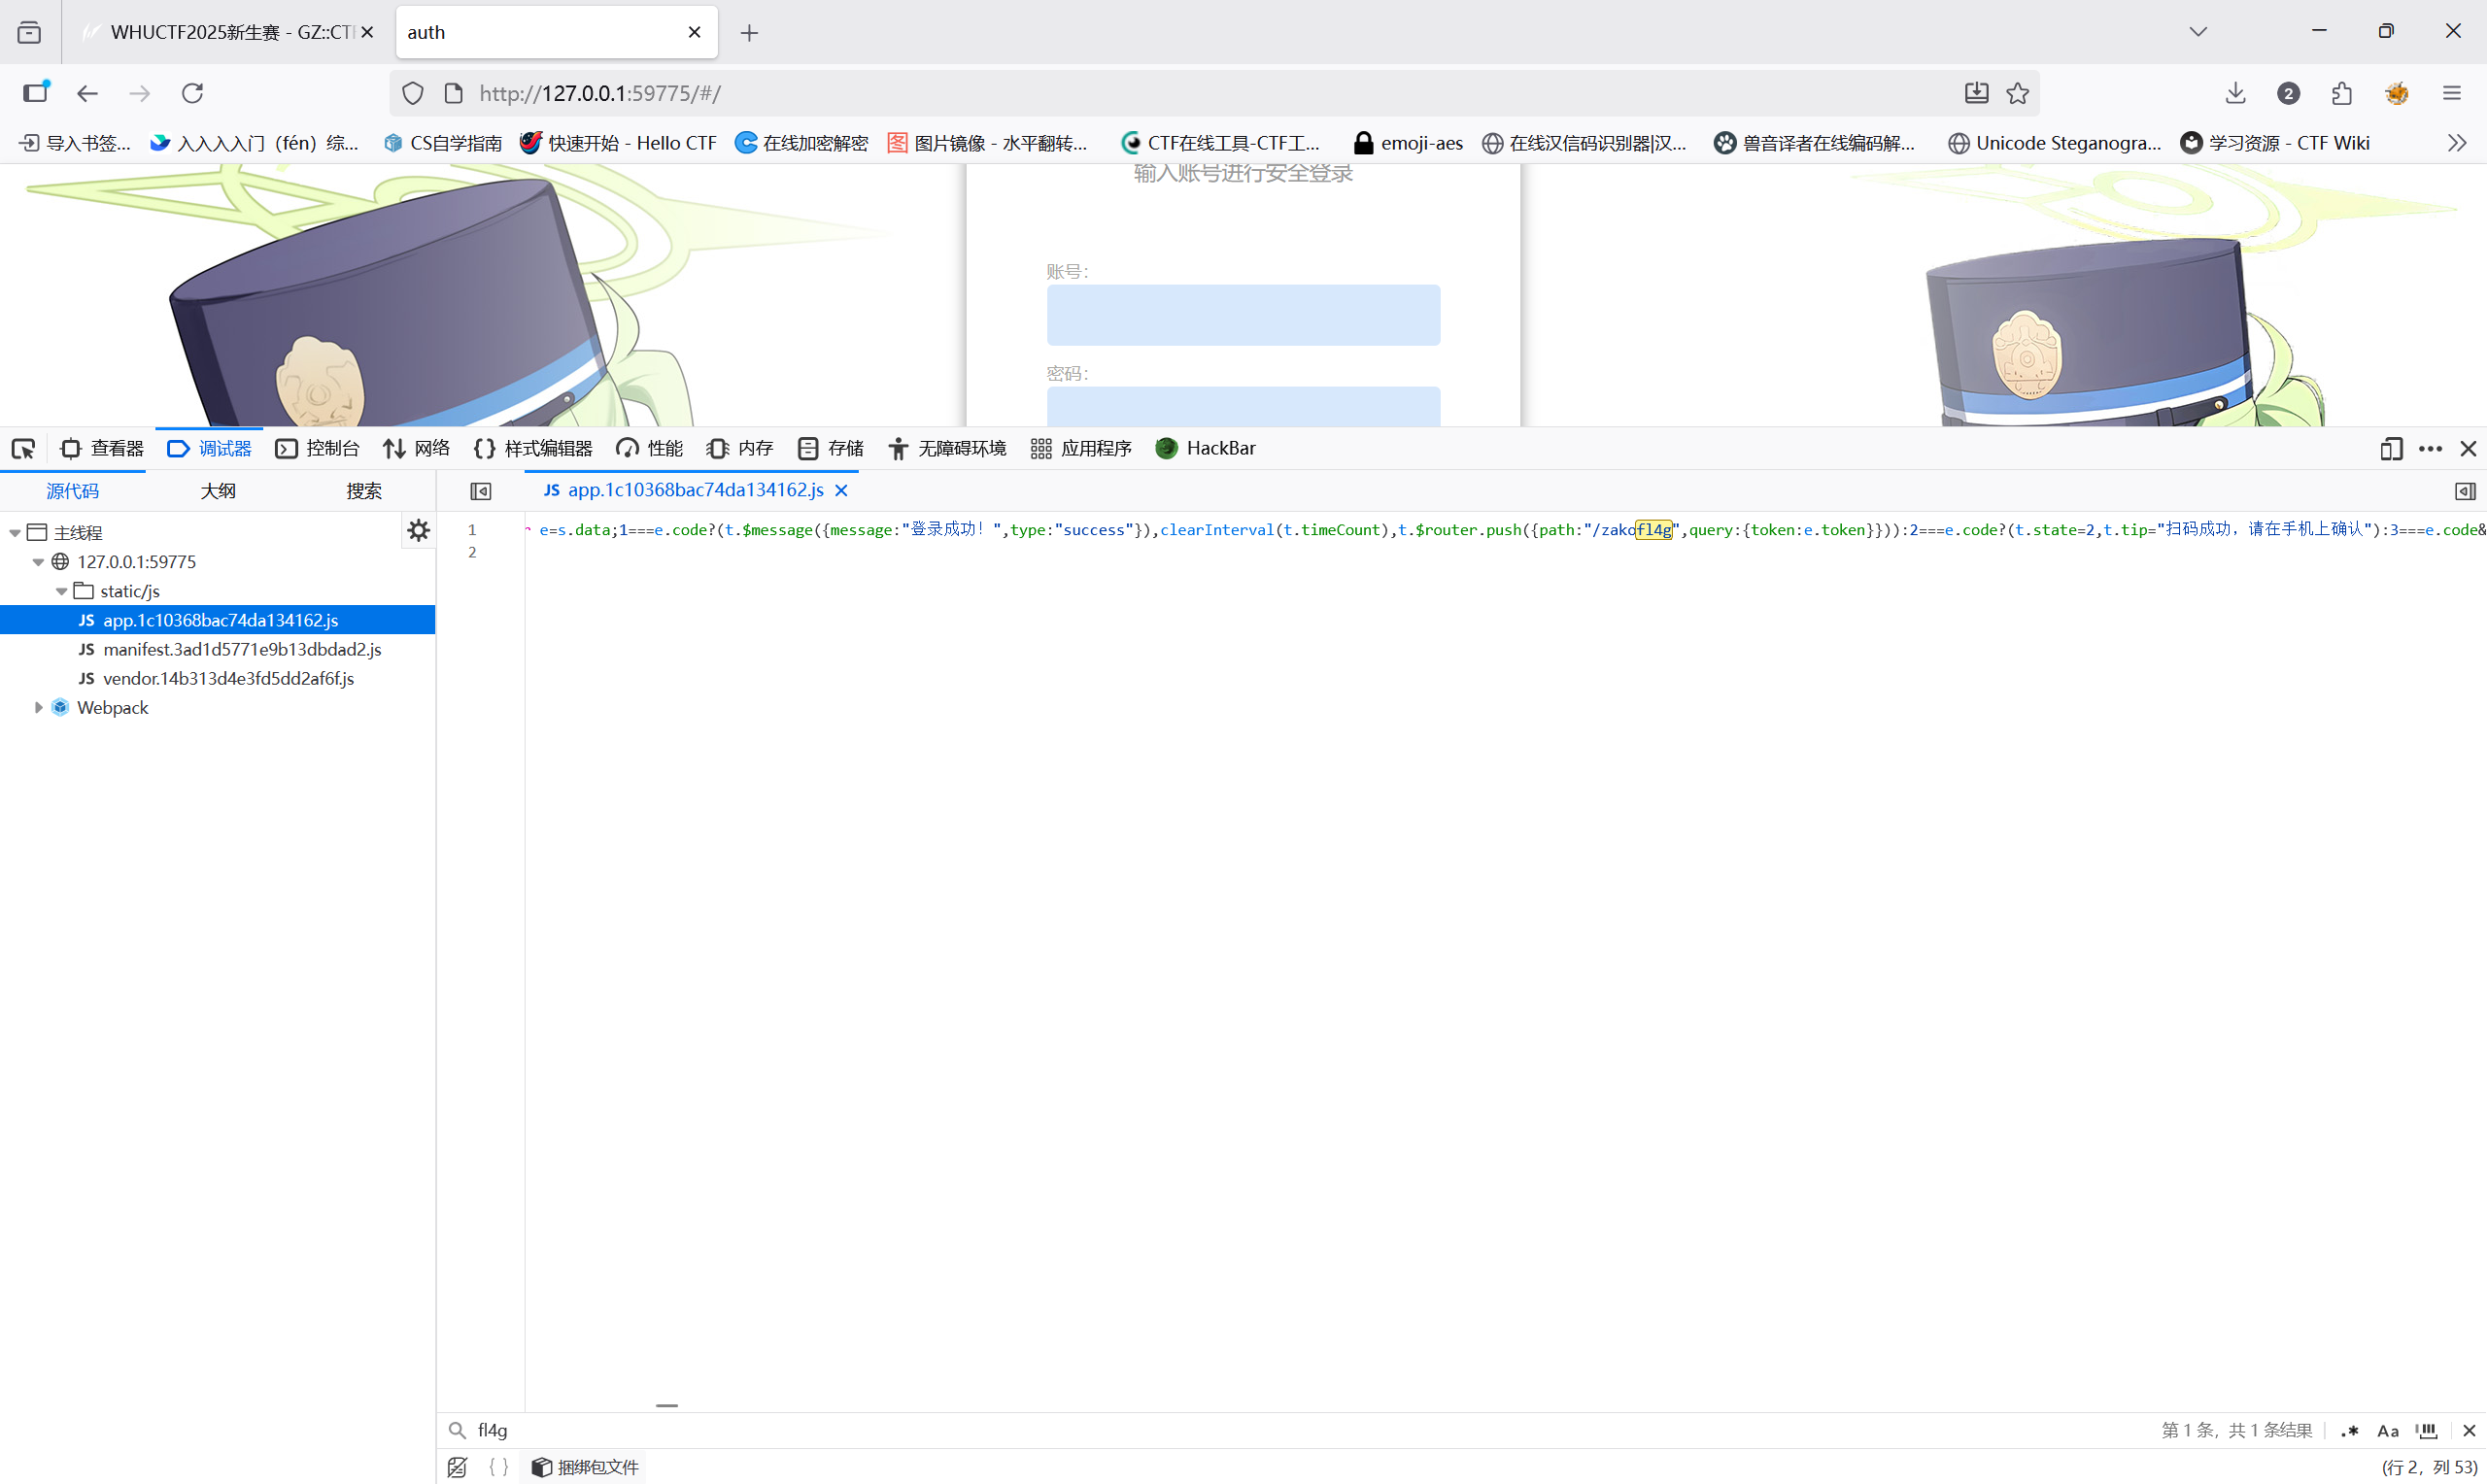 WHUCTF2025新生赛 - GZ::CT
auth
http://127.0.0.1:59775/#/
2
导入书签...
入入入入门（fén）综...
CS自学指南
快速开始 - Hello CTF
在线加密解密
图片镜像 - 水平翻转...
CTF在线工具-CTF工...
emoji-aes
在线汉信码识别器|汉...
兽音译者在线编码解...
Unicode Steganogra...
学习资源 - CTF Wiki
输入账号进行安全登录
账号：
密码：
查看器
调试器
控制台
网络
样式编辑器
性能
内存
存储
无障碍环境
应用程序
HackBar
源代码
大纲
搜索
JS app.1c10368bac74da134162.js
主线程
127.0.0.1:59775
static/js
JS app.1c10368bac74da134162.js
JS manifest.3ad1d5771e9b13dbdad2.js
JS vendor.14b313d4e3fd5dd2af6f.js
Webpack
1 e=s.data;1===e.code?(t.$message({message:"登录成功！",type:"success"}),clearInterval(t.timeCount),t.$router.push({path:"/zakofl4g",query:{token:e.token}})):2===e.code?(t.state=2,t.tip="扫码成功，请在手机上确认"):3===e.code&
2
fl4g
第 1 条，共 1 条结果
.* Aa
{ } 捆绑包文件
(行 2，列 53)